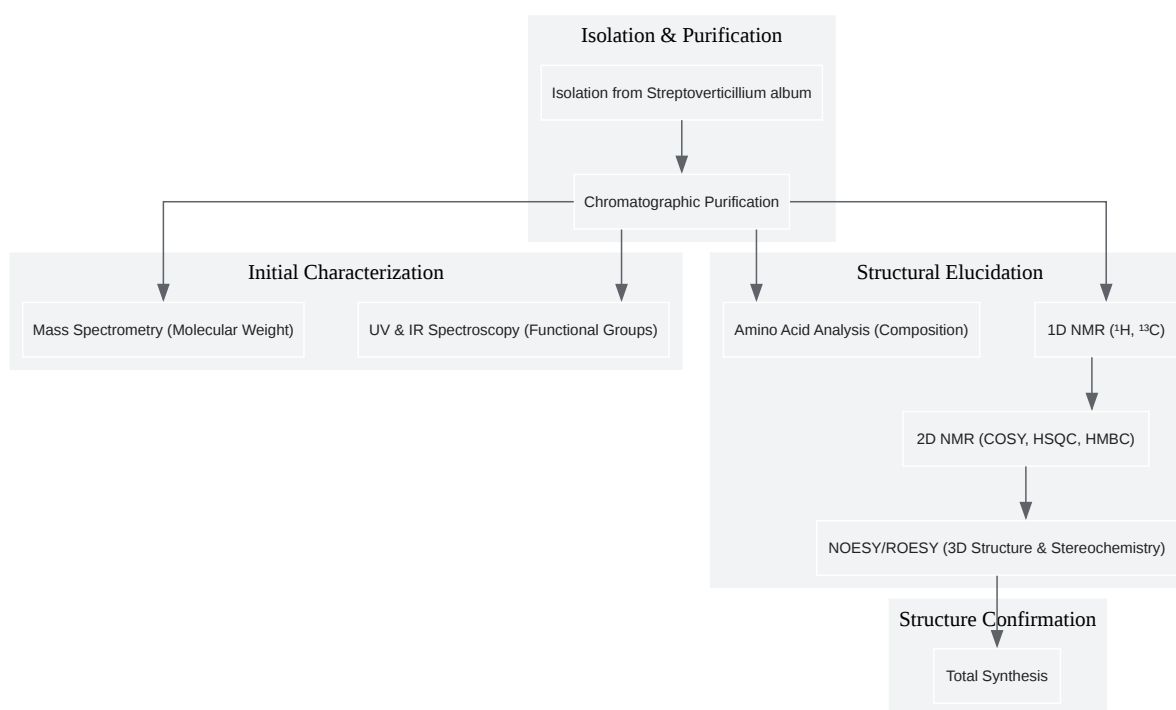 Isolation & Purification
Isolation from Streptoverticillium album
Chromatographic Purification
Initial Characterization
Mass Spectrometry (Molecular Weight)
UV & IR Spectroscopy (Functional Groups)
Structural Elucidation
Amino Acid Analysis (Composition)
1D NMR (¹H, ¹³C)
2D NMR (COSY, HSQC, HMBC)
NOESY/ROESY (3D Structure & Stereochemistry)
Structure Confirmation
Total Synthesis